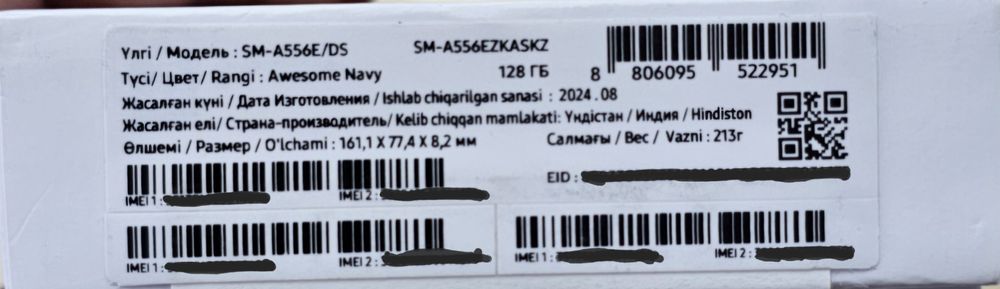 Үлгі / Модель : SM-A556E/DS SM-A556EZKASKZ
Түсі/ Цвет/ Rangi : Awesome Navy 128 ГБ
8 806095 522951
Жасалған күні / Дата Изготовления / Ishlab chiqarilgan sanasi : 2024 . 08
Жасалған елі/ Страна-производитель/ Kelib chiqqan mamlakati: Үндістан / Индия / Hindiston
Өлшемі / Размер / O'lchami : 161,1 X 77,4 X 8,2 мм Салмағы / Вес / Vazni : 213г
EID :
IMEI 1 : IMEI 2 :
IMEI 1 : IMEI 2 : IMEI 1 : IMEI 2 :